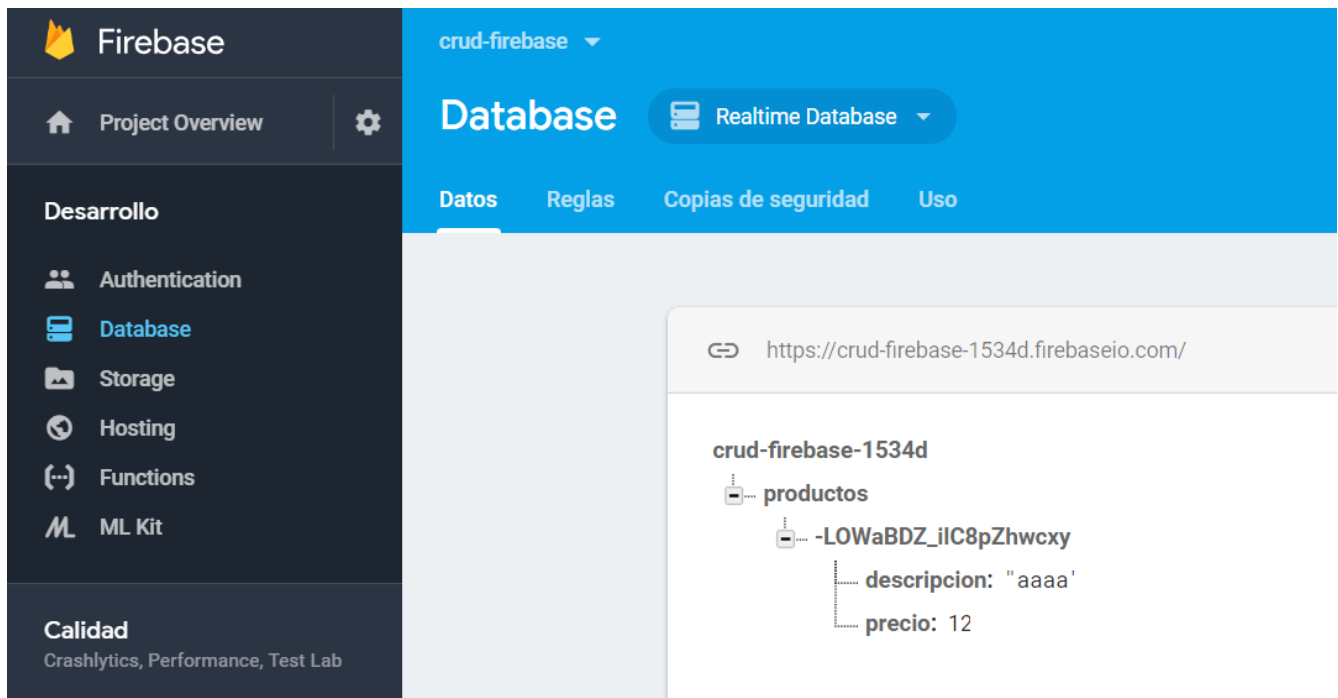 Firebase
Project Overview
Desarrollo
Authentication
Database
Storage
Hosting
Functions
ML Kit
Calidad
Crashlytics, Performance, Test Lab
crud-firebase
Database
Realtime Database
Datos Reglas Copias de seguridad Uso
https://crud-firebase-1534d.firebaseio.com/
crud-firebase-1534d
productos
-LOWaBDZ_ilC8pZhwcxy
descripcion: "aaaa'
precio: 12